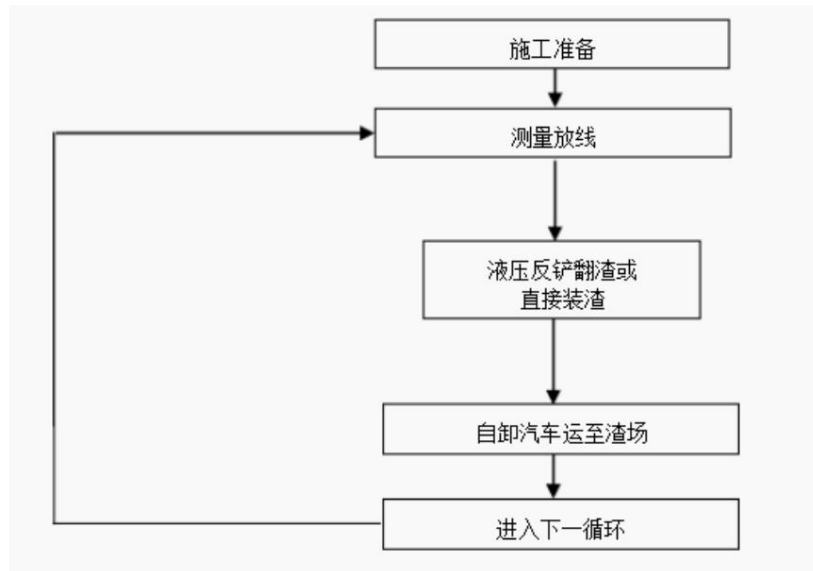 施工准备
测量放线
液压反铲翻渣或
直接装渣
自卸汽车运至渣场
进入下一循环